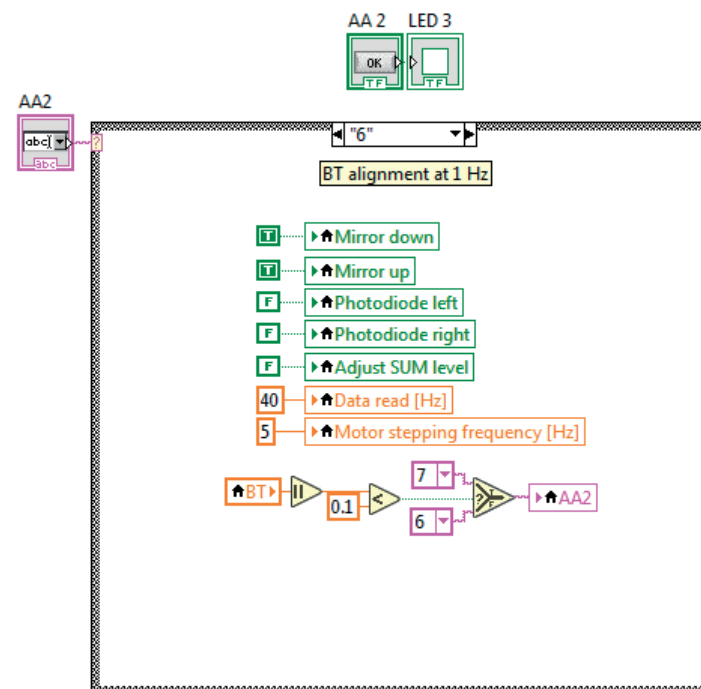 AA 2 LED 3
OK
TF TF
AA2
abc
abc
?
"6"
BT alignment at 1 Hz
T Mirror down
T Mirror up
F Photodiode left
F Photodiode right
F Adjust SUM level
40 Data read [Hz]
5 Motor stepping frequency [Hz]
7
BT || 0.1 < ? T F AA2
6